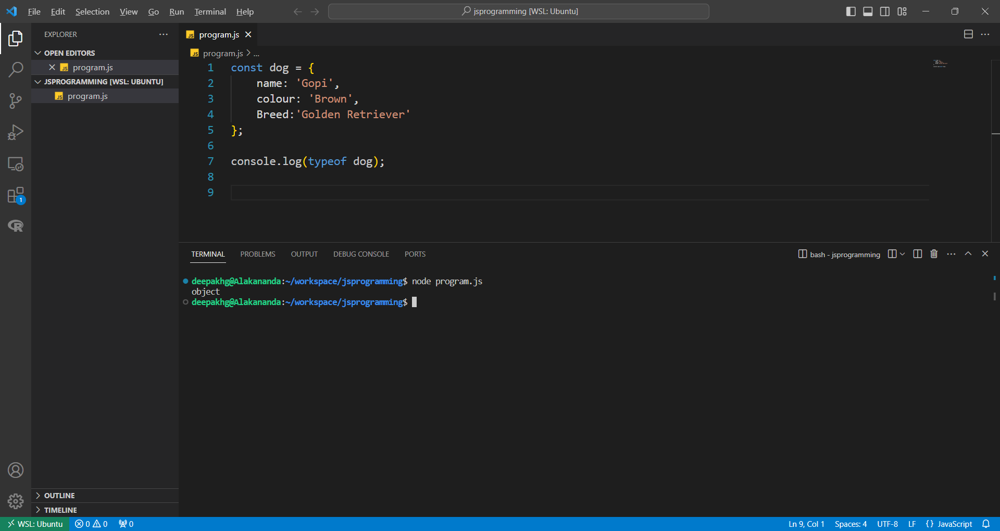 File Edit Selection View Go Run Terminal Help
jsprogramming [WSL: Ubuntu]
EXPLORER
OPEN EDITORS
program.js
JSPROGRAMMING [WSL: UBUNTU]
program.js
1
OUTLINE
TIMELINE
program.js
program.js > ...
1 const dog = {
2 name: 'Gopi',
3 colour: 'Brown',
4 Breed:'Golden Retriever'
5 };
6
7 console.log(typeof dog);
8
9
TERMINAL PROBLEMS OUTPUT DEBUG CONSOLE PORTS
bash - jsprogramming
deepakhg@Alakananda:~/workspace/jsprogramming$ node program.js
object
deepakhg@Alakananda:~/workspace/jsprogramming$
WSL: Ubuntu 0 0 0 Ln 9, Col 1 Spaces: 4 UTF-8 LF {} JavaScript